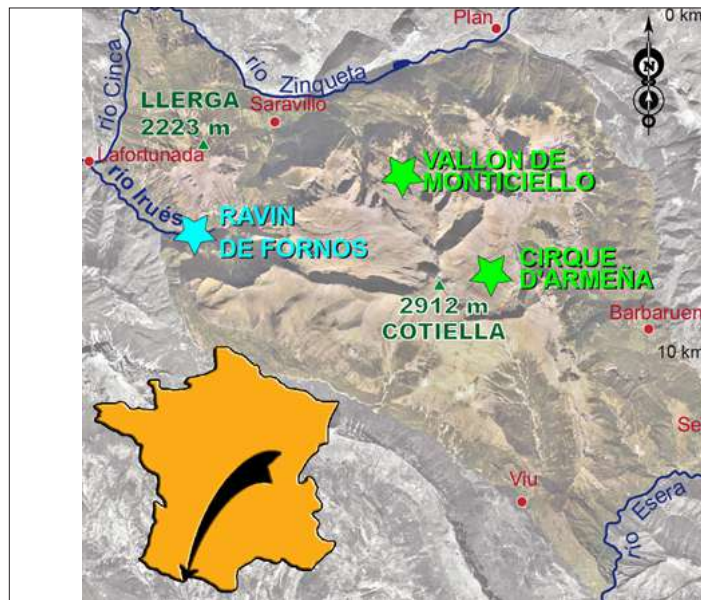 Plan
0 km
río Zinqueta
río Cinca
N
LLERGA
2223 m
Saravillo
Lafortunada
VALLON DE
MONTICIELLO
río Irués
RAVIN
DE FORNOS
CIRQUE
D'ARMEÑA
2912 m
COTIELLA
Barbaruen
10 km
Se
Viu
río Esera